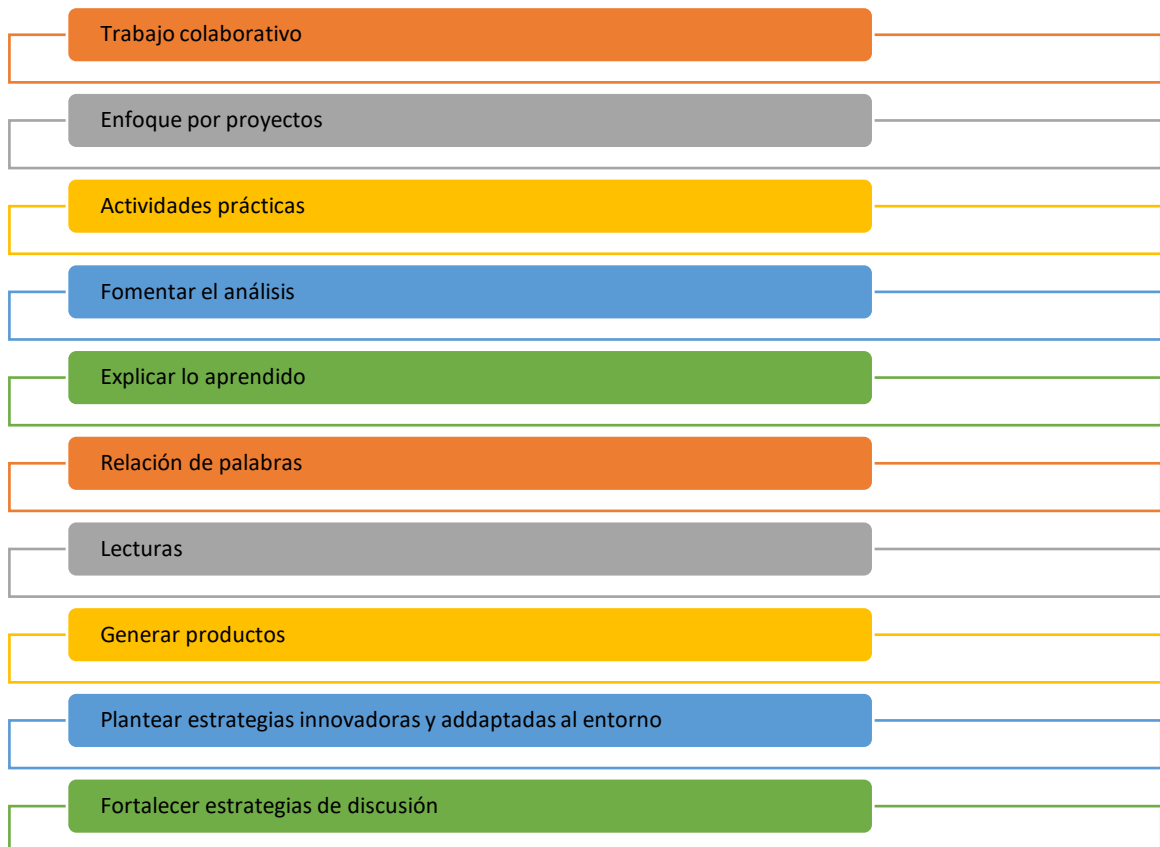 Trabajo colaborativo
Enfoque por proyectos
Actividades prácticas
Fomentar el análisis
Explicar lo aprendido
Relación de palabras
Lecturas
Generar productos
Plantear estrategias innovadoras y addaptadas al entorno
Fortalecer estrategias de discusión